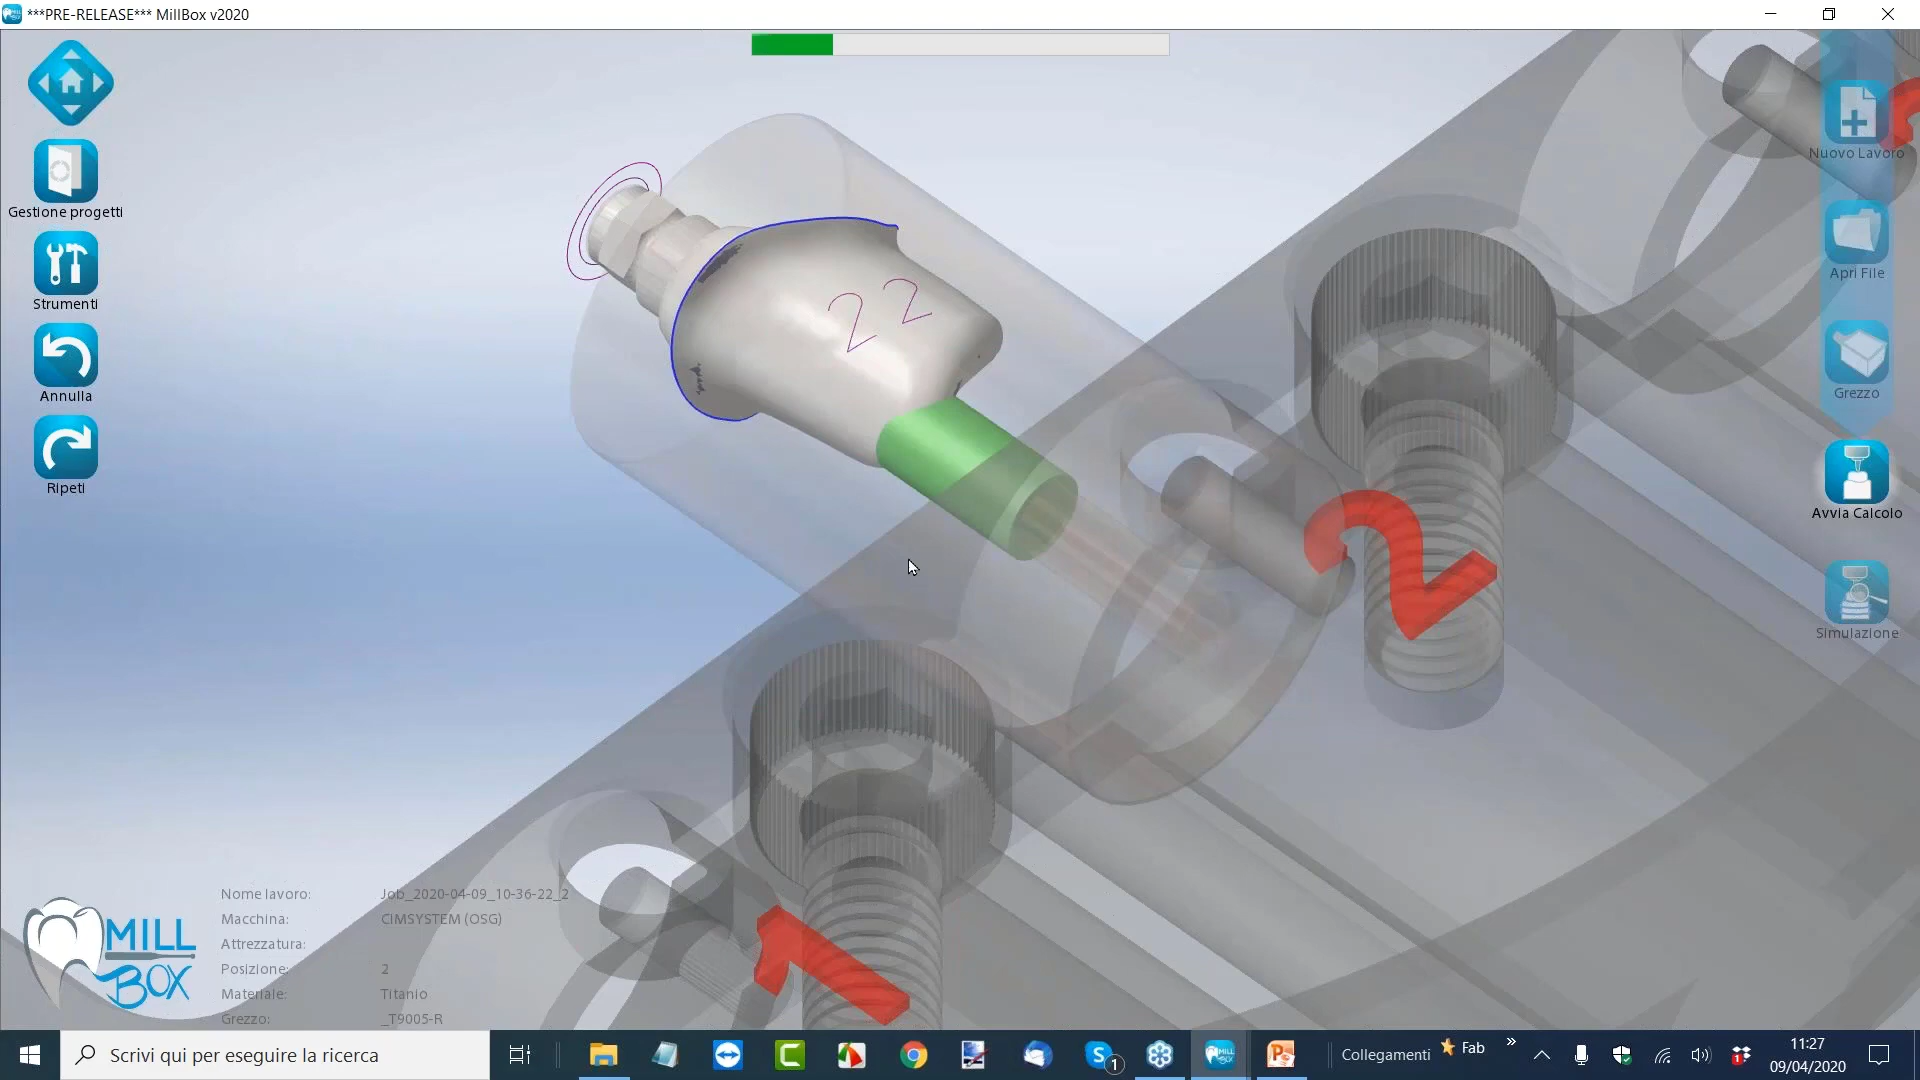 ***PRE-RELEASE*** MillBox v2020
Gestione progetti
Strumenti
Annulla
Ripeti
22
2
1
Nuovo Lavoro
Apri File
Grezzo
Avvia Calcolo
Simulazione
MILL
BOX
Nome lavoro: Job_2020-04-09_10-36-22_2
Macchina: CIMSYSTEM (OSG)
Attrezzatura:
Posizione: 2
Materiale: Titanio
Grezzo: _T9005-R
Scrivi qui per eseguire la ricerca
Collegamenti
Fab
11:27
09/04/2020